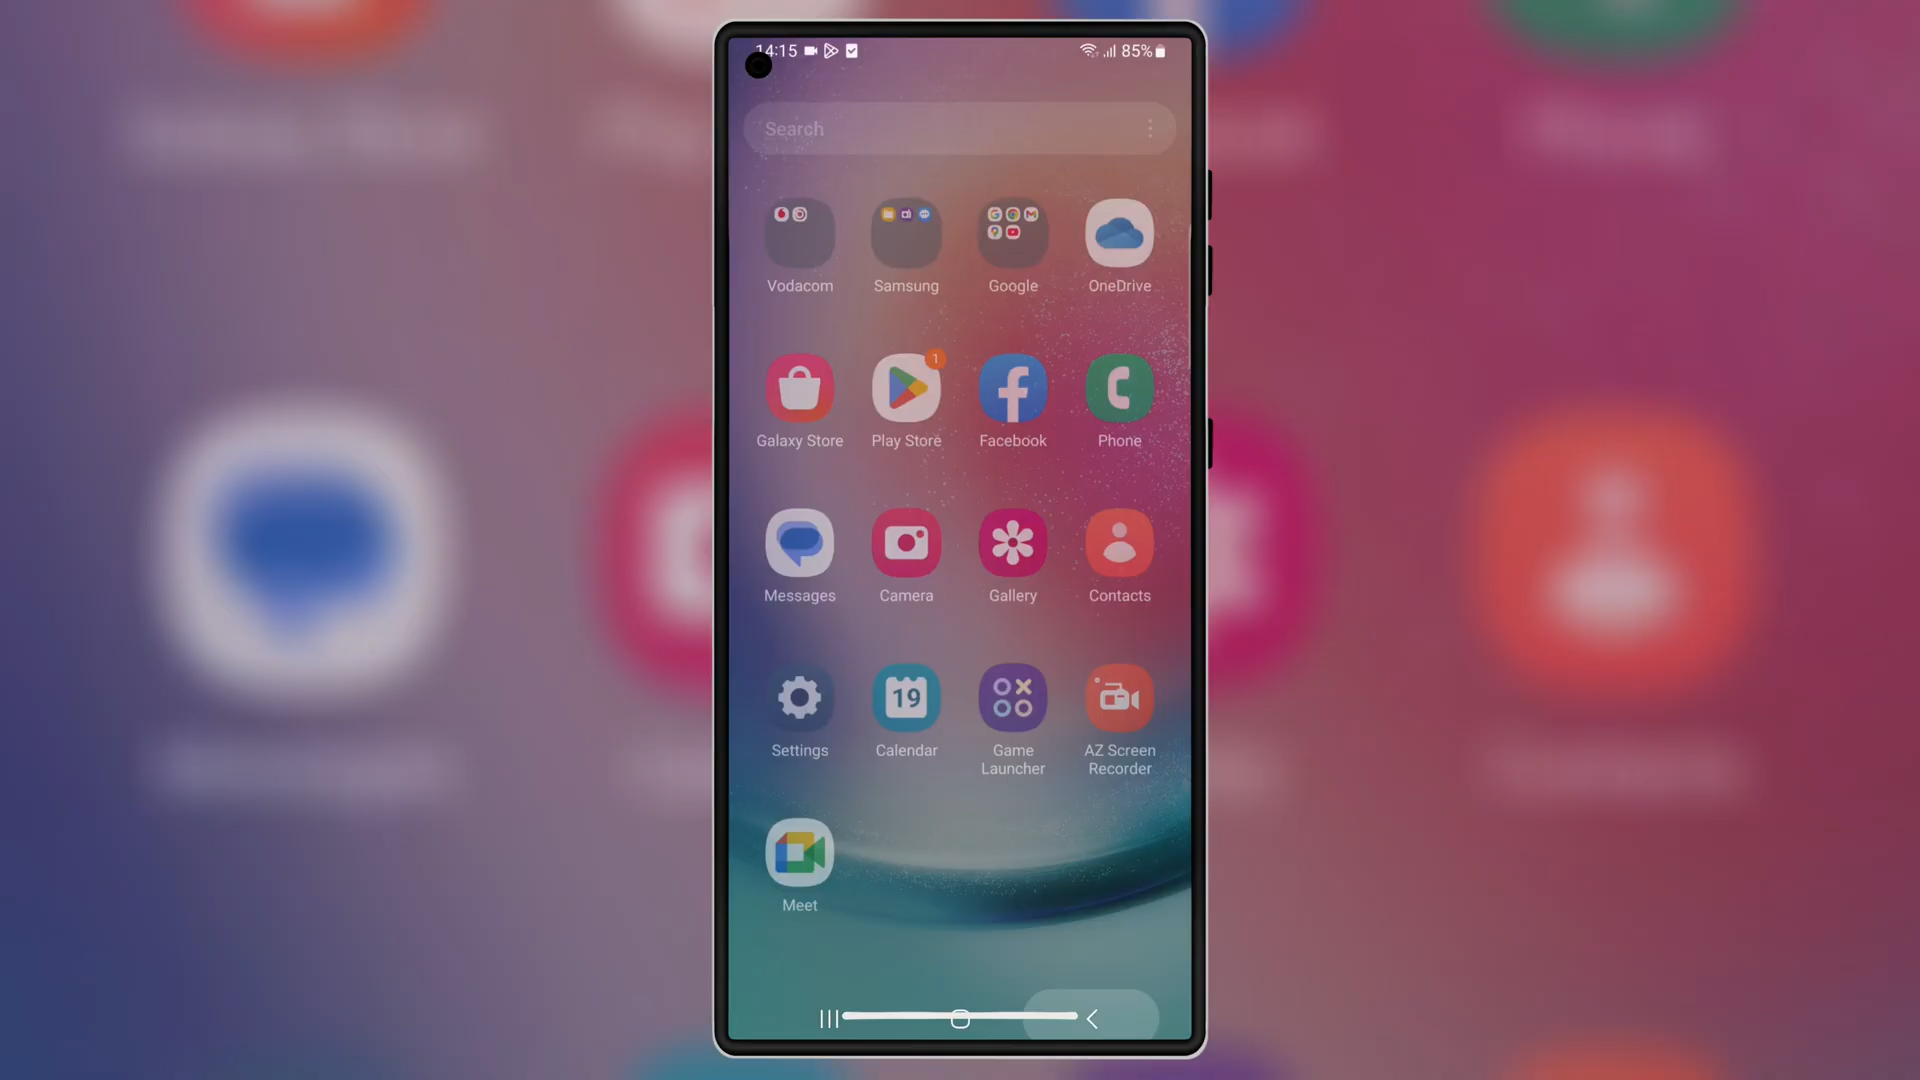 14:15 85%
Search
Vodacom Samsung Google OneDrive
1
Galaxy Store Play Store Facebook Phone
Messages Camera Gallery Contacts
19
Settings Calendar Game Launcher AZ Screen Recorder
Meet